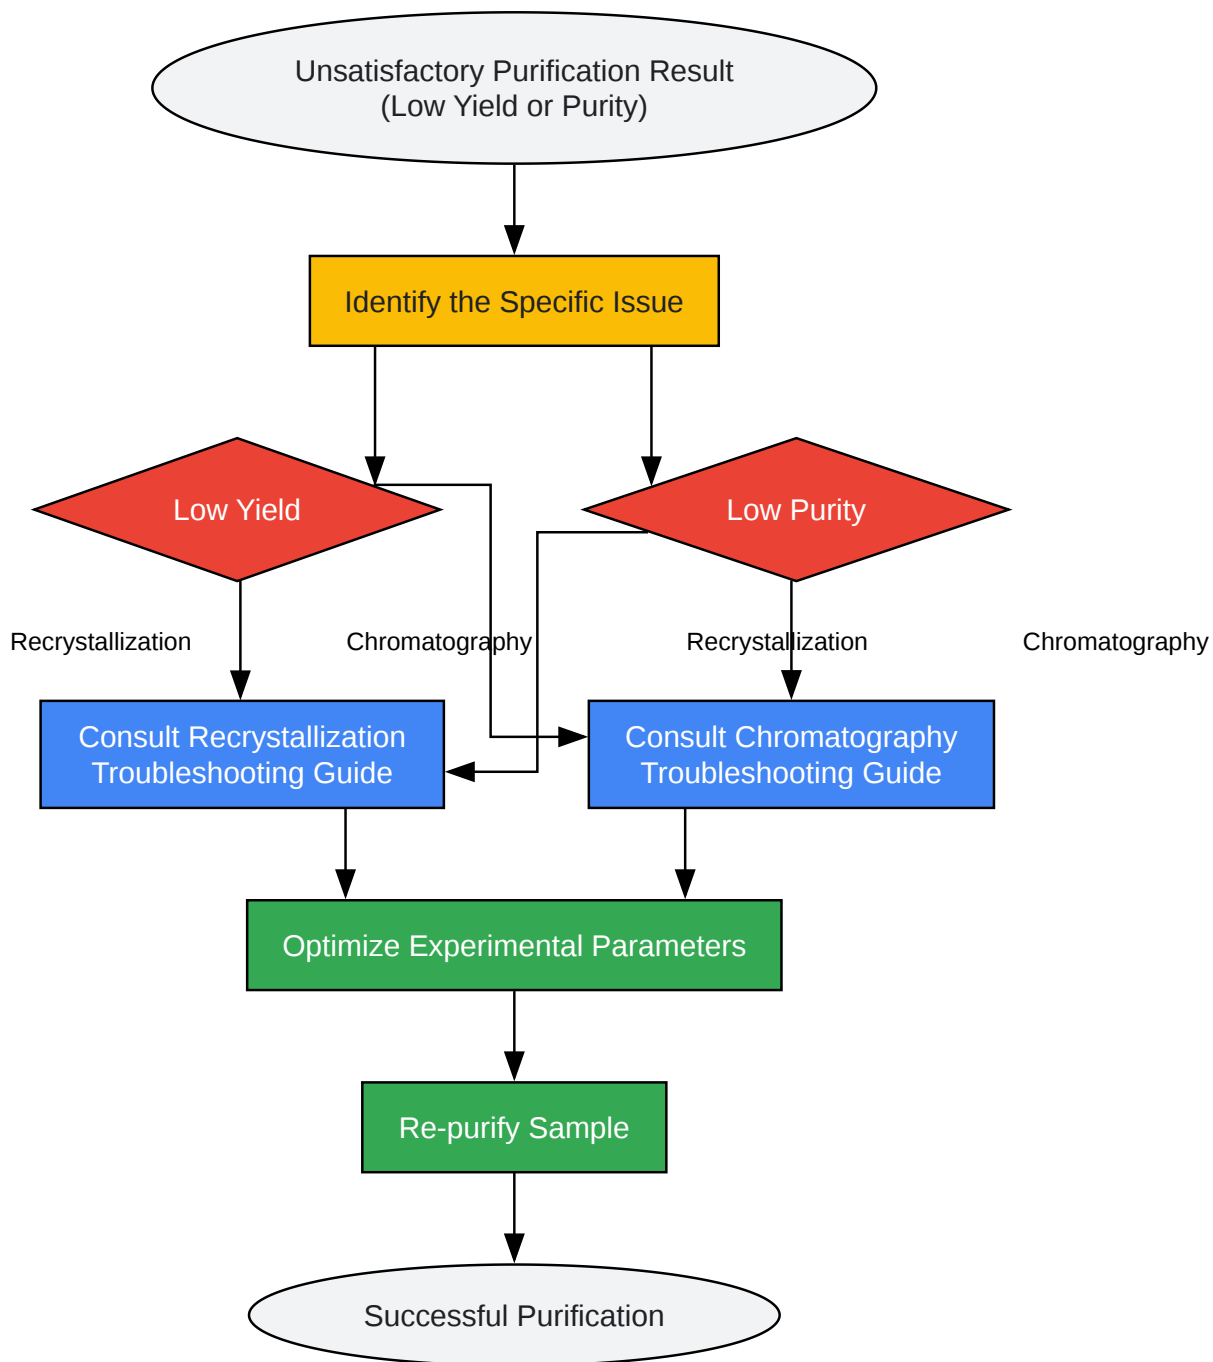 Unsatisfactory Purification Result
(Low Yield or Purity)
Identify the Specific Issue
Low Yield
Low Purity
Recrystallization
Chromatography
Recrystallization
Chromatography
Consult Recrystallization
Troubleshooting Guide
Consult Chromatography
Troubleshooting Guide
Optimize Experimental Parameters
Re-purify Sample
Successful Purification